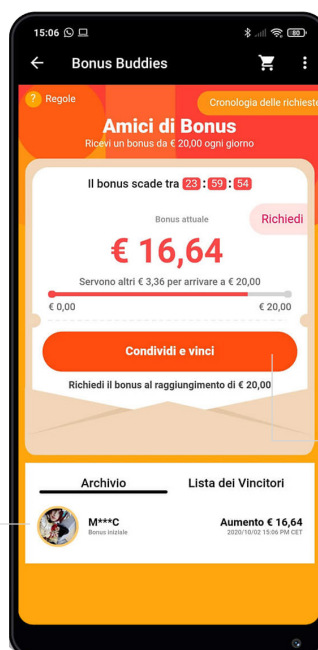 15:06
80
Bonus Buddies
? Regole
Cronologia delle richieste
Amici di Bonus
Ricevi un bonus da € 20,00 ogni giorno
Il bonus scade tra 23 : 59 : 54
Bonus attuale
Richiedi
€ 16,64
Servono altri € 3,36 per arrivare a € 20,00
€ 0,00
€ 20,00
Condividi e vinci
Richiedi il bonus al raggiungimento di € 20,00
Archivio
Lista dei Vincitori
M***C
Aumento € 16,64
Bonus iniziale
2020/10/02 15:06 PM CET